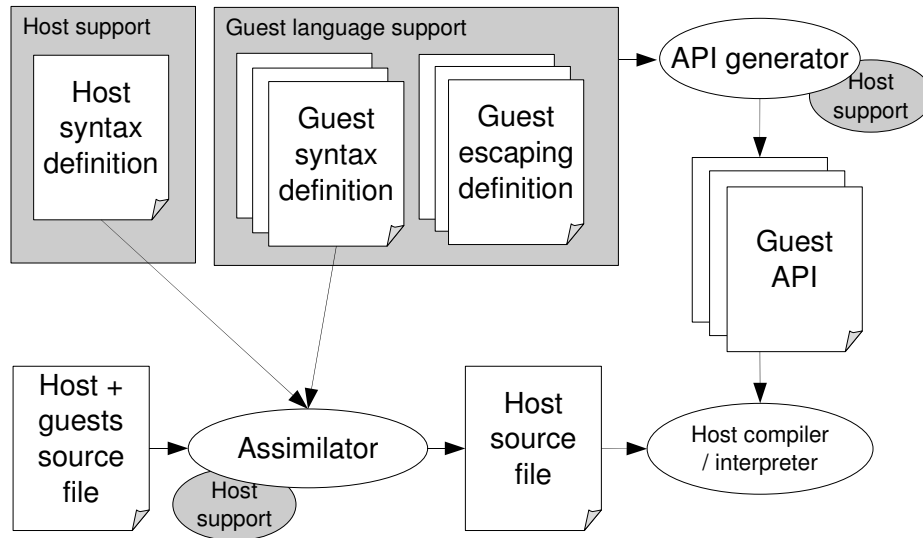 Host support
Host
syntax
definition
Guest language support
Guest
syntax
definition
Guest
escaping
definition
API generator
Host
support
Guest
API
Host +
guests
source
file
Assimilator
Host
support
Host
source
file
Host compiler
/ interpreter